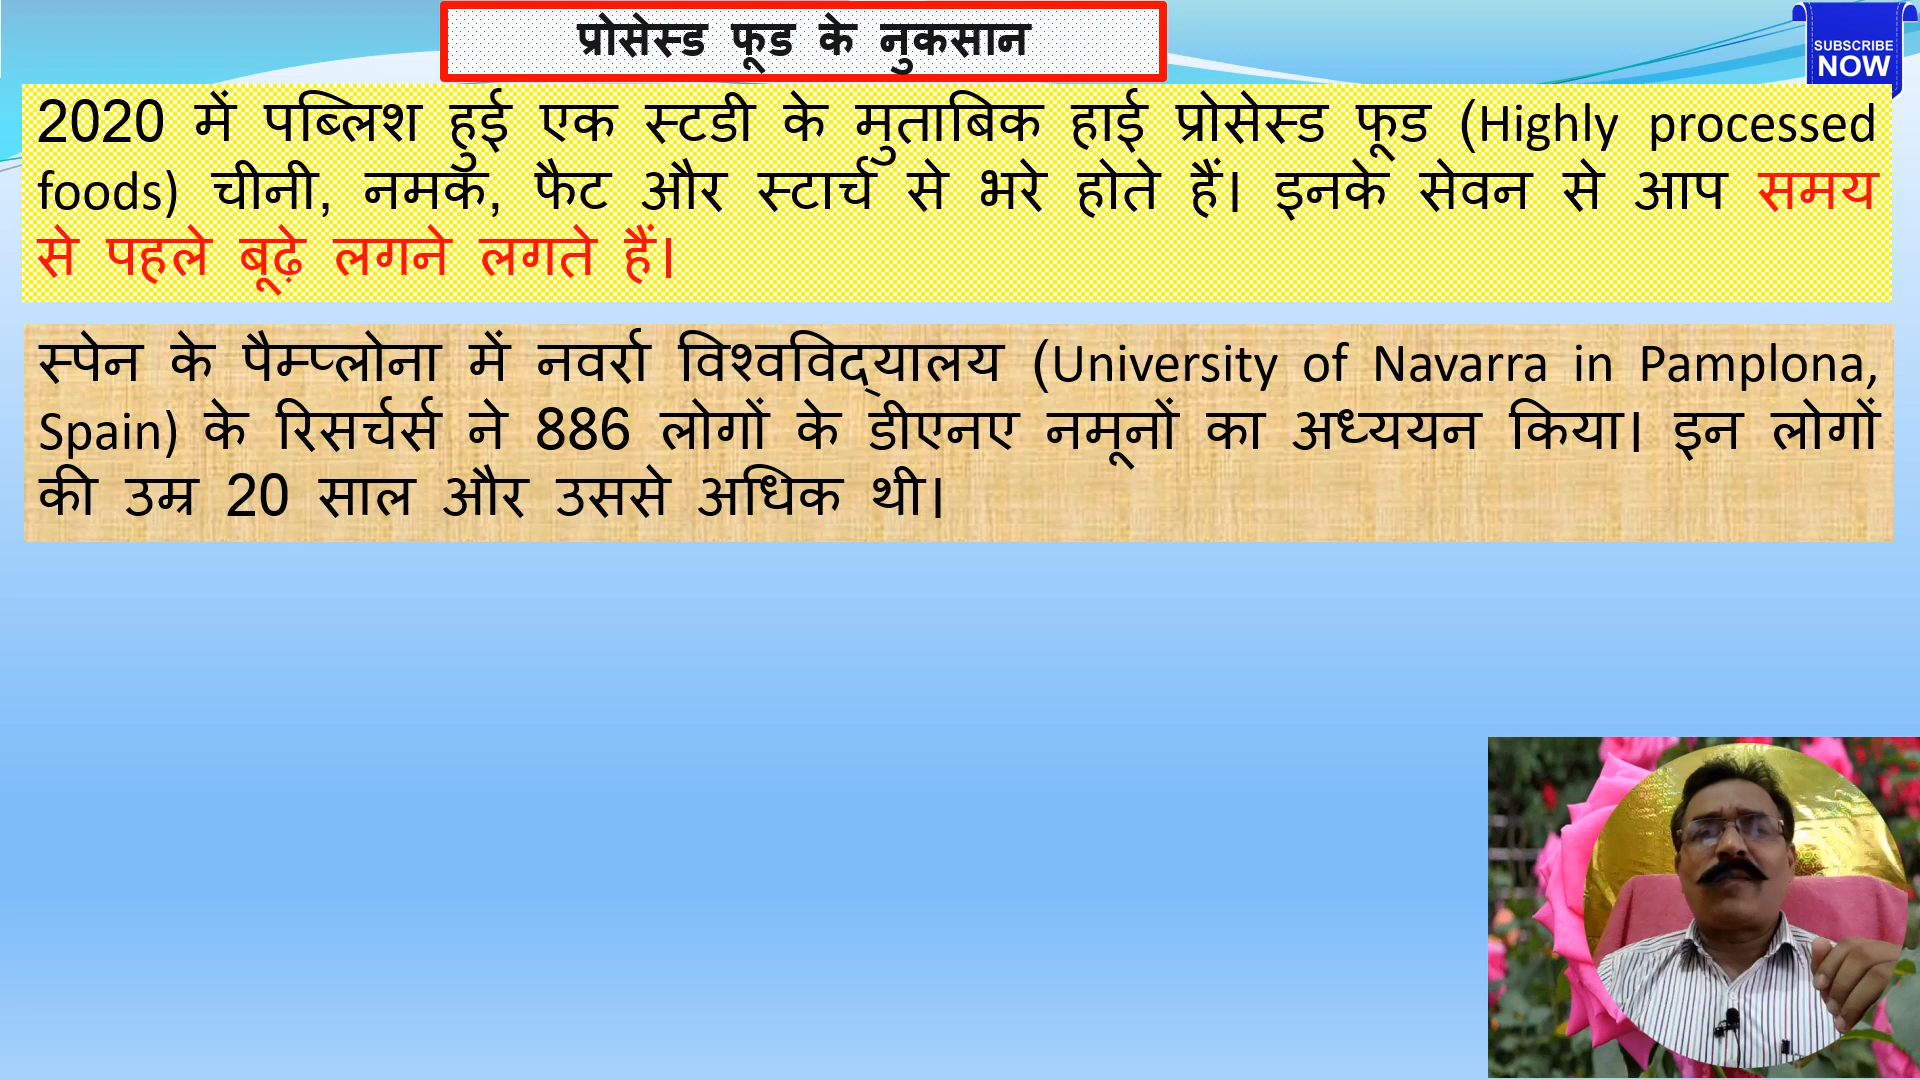 प्रोसेस्ड फूड के नुकसान
SUBSCRIBE
NOW
2020 में पब्लिश हुई एक स्टडी के मुताबिक हाई प्रोसेस्ड फूड (Highly processed
foods) चीनी, नमक, फैट और स्टार्च से भरे होते हैं। इनके सेवन से आप समय
से पहले बूढ़े लगने लगते हैं।
स्पेन के पैम्प्लोना में नवर्रा विश्वविद्यालय (University of Navarra in Pamplona,
Spain) के रिसर्चर्स ने 886 लोगों के डीएनए नमूनों का अध्ययन किया। इन लोगों
की उम्र 20 साल और उससे अधिक थी।